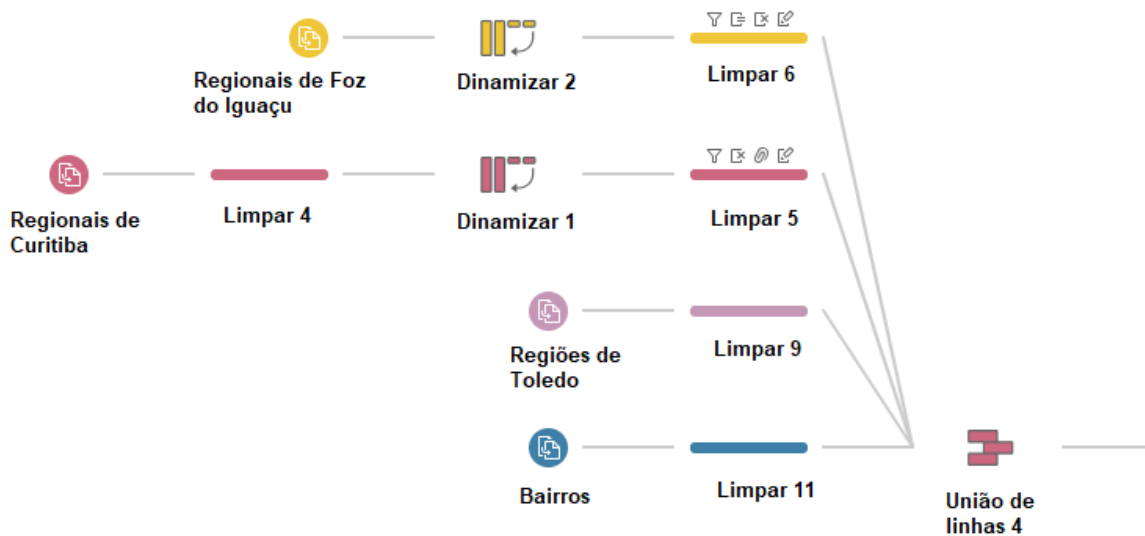 Regionais de Foz
do Iguaçu
Dinamizar 2
Limpar 6
Regionais de
Curitiba
Limpar 4
Dinamizar 1
Limpar 5
Regiões de
Toledo
Limpar 9
Bairros
Limpar 11
União de
linhas 4